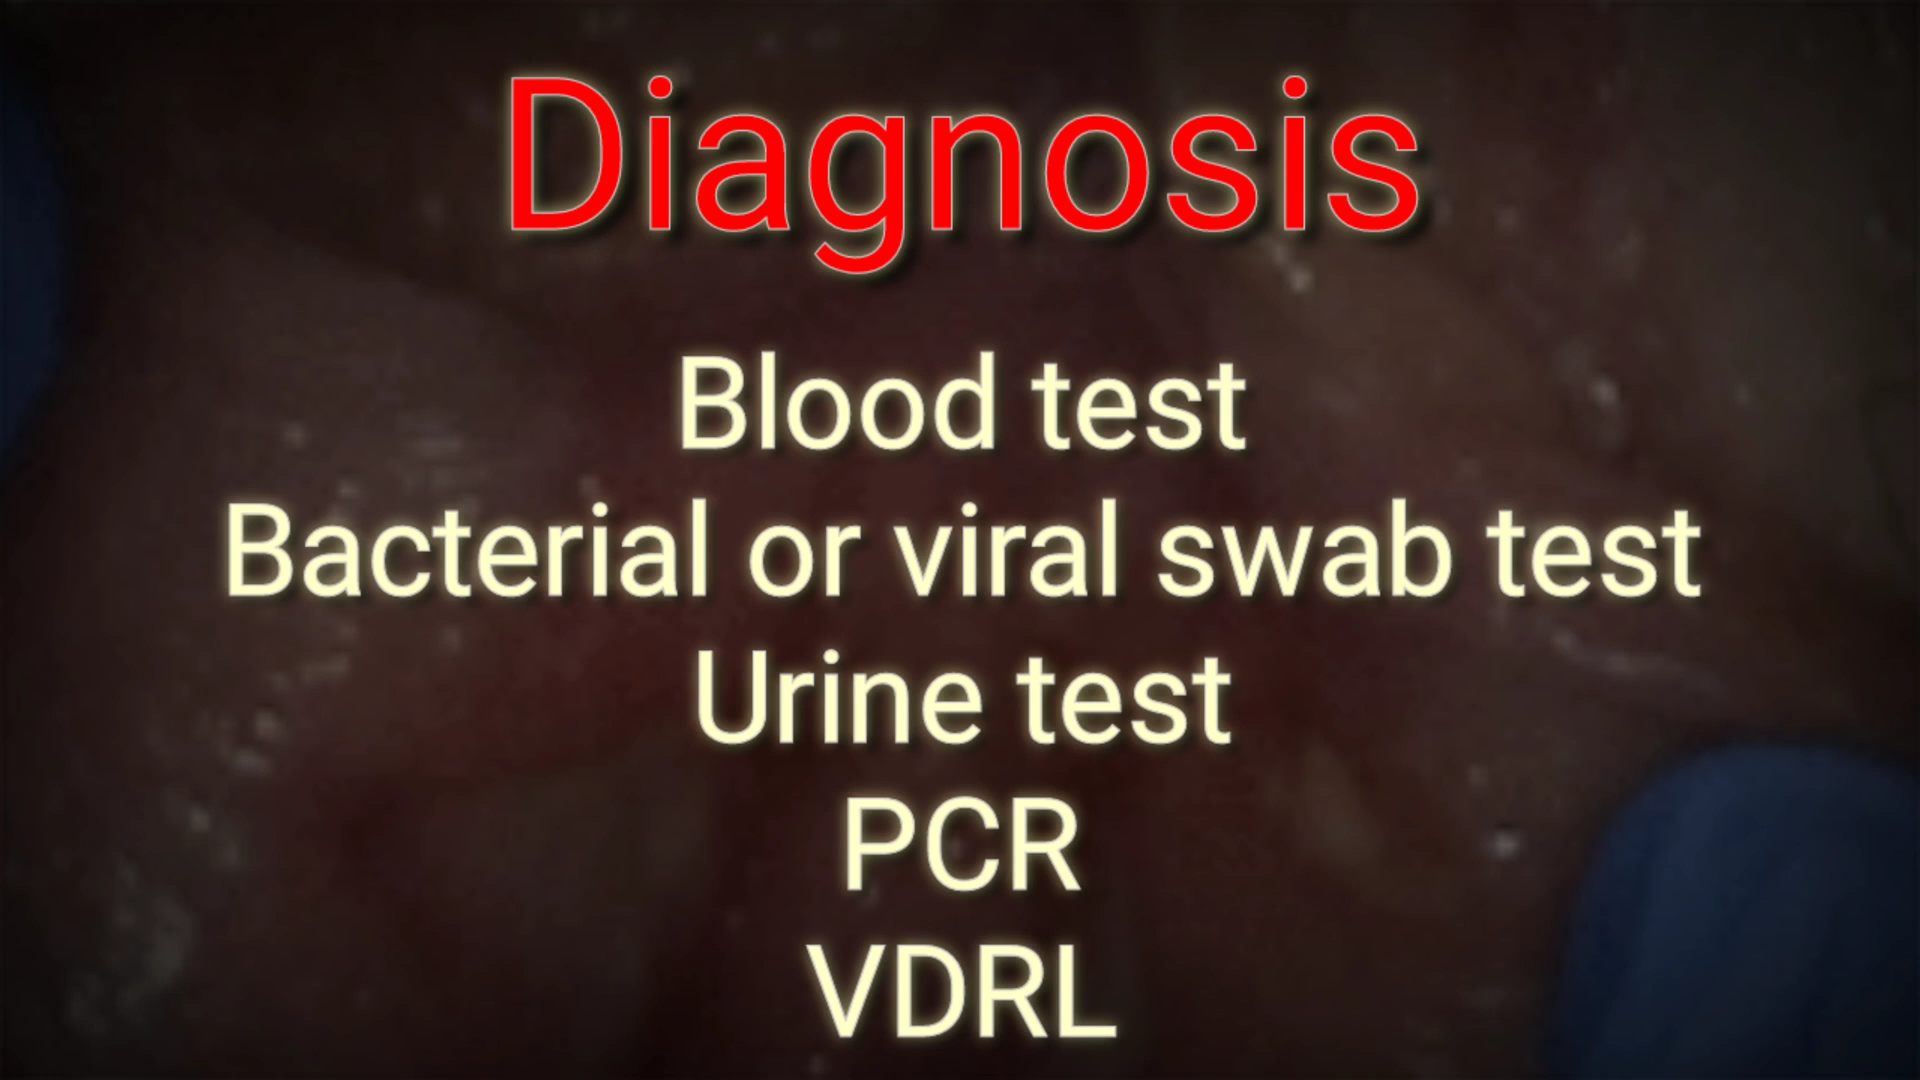 Diagnosis
Blood test
Bacterial or viral swab test
Urine test
PCR
VDRL